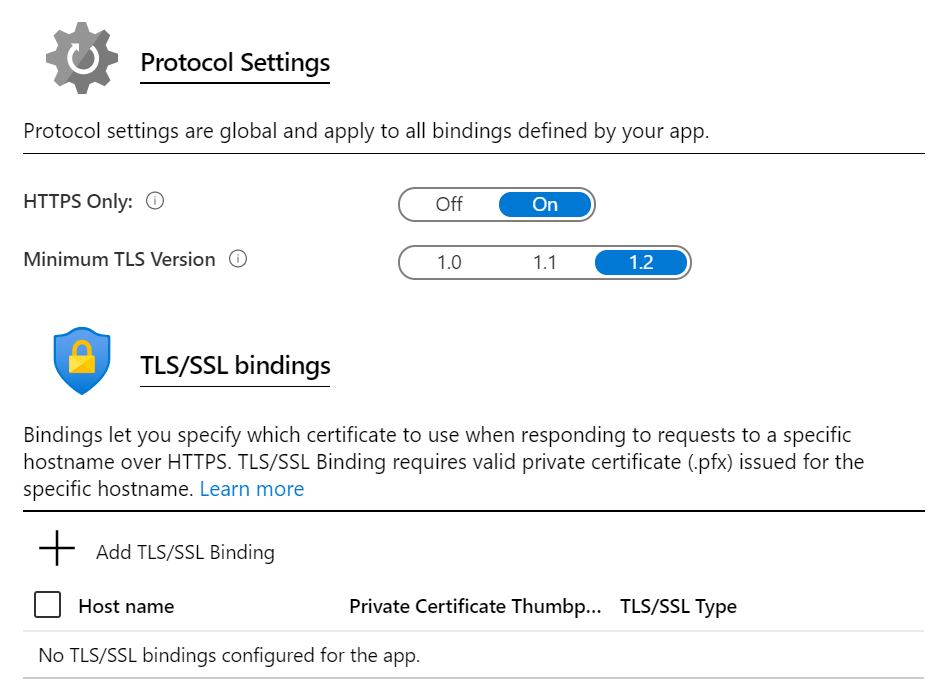 Protocol Settings
Protocol settings are global and apply to all bindings defined by your app.
HTTPS Only:
Off On
Minimum TLS Version
1.0 1.1 1.2
TLS/SSL bindings
Bindings let you specify which certificate to use when responding to requests to a specific
hostname over HTTPS. TLS/SSL Binding requires valid private certificate (.pfx) issued for the
specific hostname. Learn more
Add TLS/SSL Binding
Host name Private Certificate Thumbp... TLS/SSL Type
No TLS/SSL bindings configured for the app.